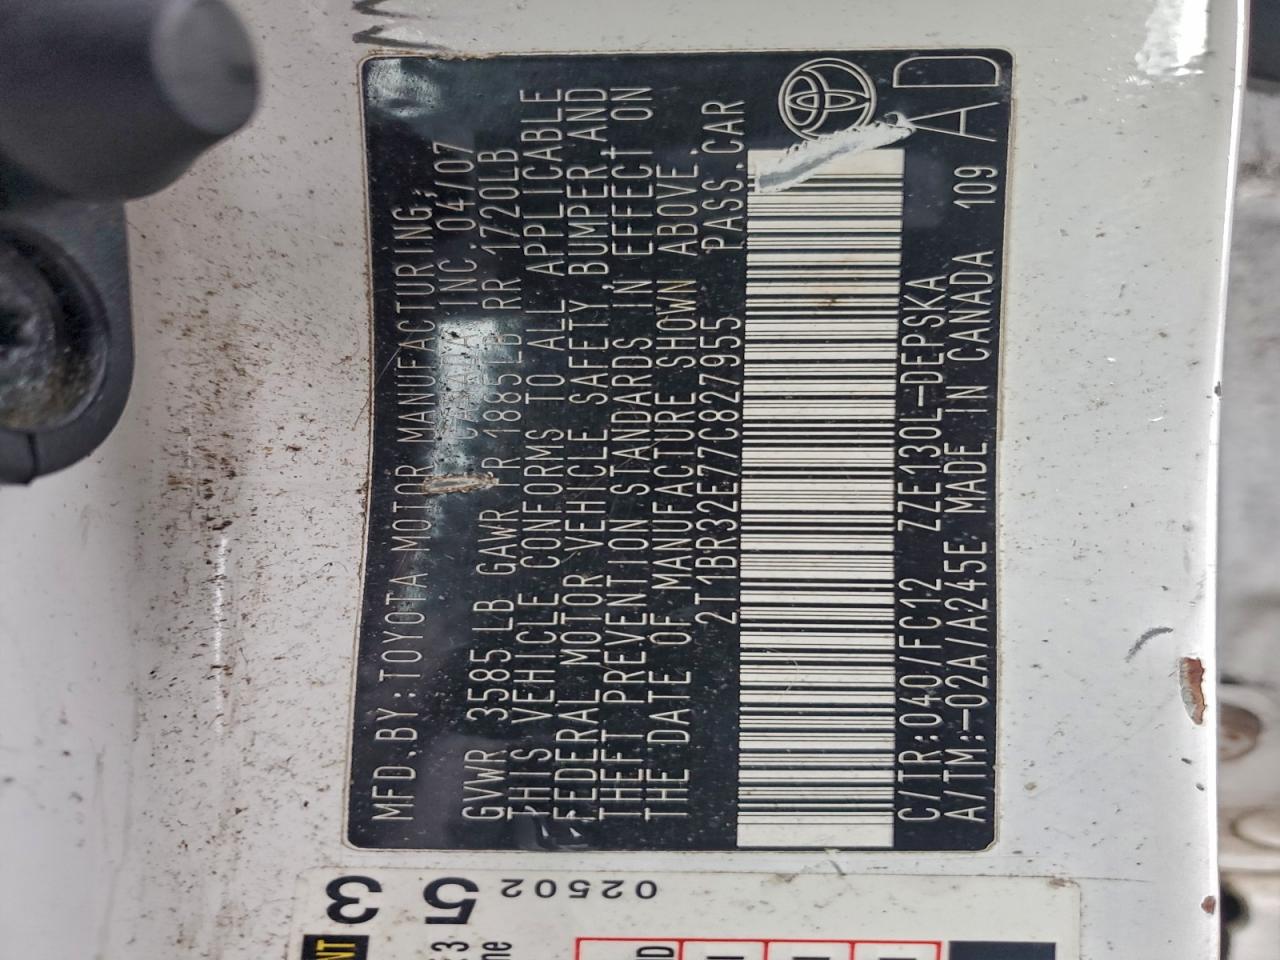 MFD.BY:TOYOTA MOTOR MANUFACTURING,
CANADA INC. 04/07
GVWR 3585 LB GAWR FR 1885 LB RR 1720LB
THIS VEHICLE CONFORMS TO ALL APPLICABLE
FEDERAL MOTOR VEHICLE SAFETY,BUMPER,AND
THEFT PREVENTION STANDARDS IN EFFECT ON
THE DATE OF MANUFACTURE SHOWN ABOVE.
2T1BR32E77C827955 PASS.CAR
C/TR:040/FC12 ZZE130L-DEPSKA
A/TM:-02A/A245E MADE IN CANADA 109 AD
3
5
02502